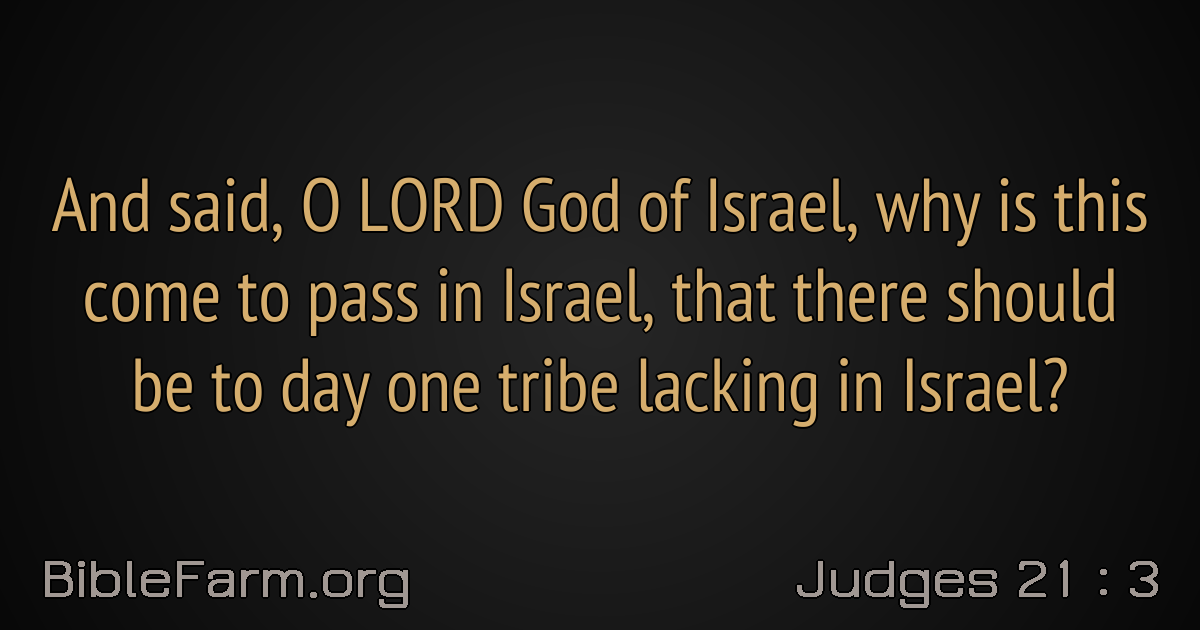 And said, O LORD God of Israel, why is this
come to pass in Israel, that there should
be to day one tribe lacking in Israel?
BibleFarm.org
Judges 21 : 3